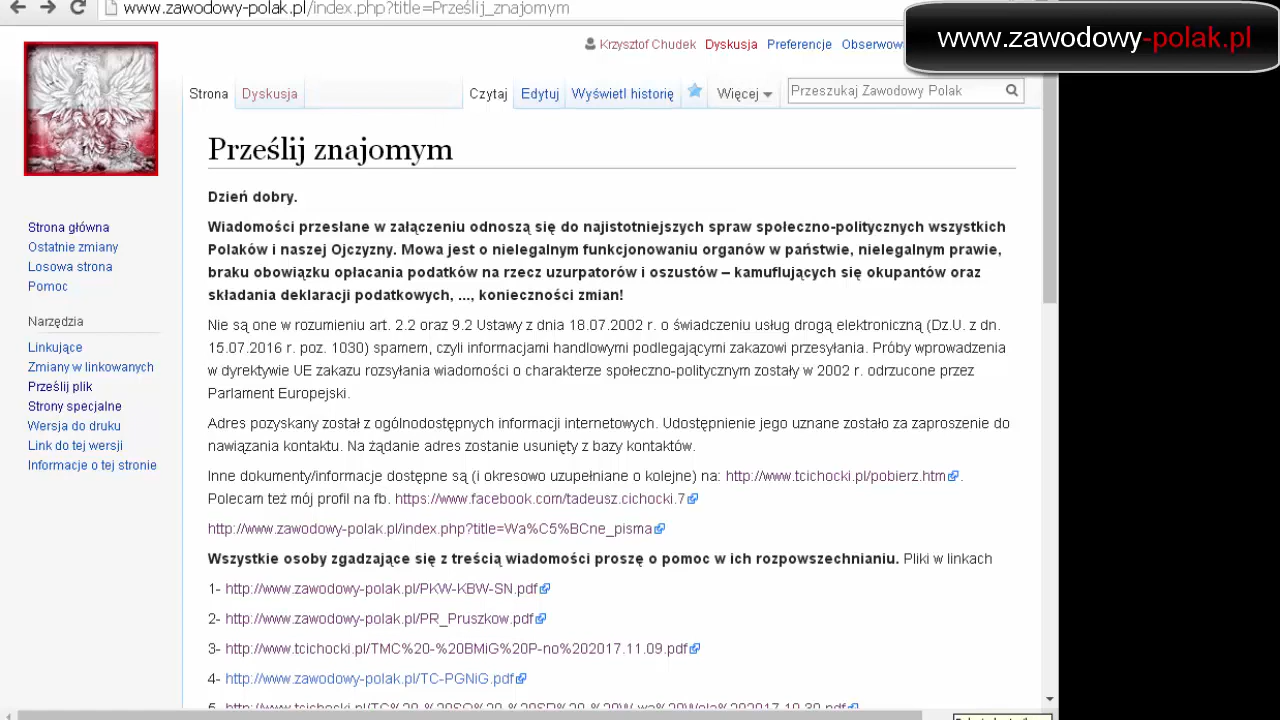 www.zawodowy-polak.pl/index.php?title=Prześlij_znajomym
www.zawodowy-polak.pl
Krzysztof Chudek Dyskusja Preferencje Obserwow
Strona Dyskusja Czytaj Edytuj Wyświetl historię Więcej Przeszukaj Zawodowy Polak
Prześlij znajomym
Dzień dobry.
Wiadomości przesłane w załączeniu odnoszą się do najistotniejszych spraw społeczno-politycznych wszystkich
Polaków i naszej Ojczyzny. Mowa jest o nielegalnym funkcjonowaniu organów w państwie, nielegalnym prawie,
braku obowiązku opłacania podatków na rzecz uzurpatorów i oszustów – kamuflujących się okupantów oraz
składania deklaracji podatkowych, ..., konieczności zmian!
Nie są one w rozumieniu art. 2.2 oraz 9.2 Ustawy z dnia 18.07.2002 r. o świadczeniu usług drogą elektroniczną (Dz.U. z dn.
15.07.2016 r. poz. 1030) spamem, czyli informacjami handlowymi podlegającymi zakazowi przesyłania. Próby wprowadzenia
w dyrektywie UE zakazu rozsyłania wiadomości o charakterze społeczno-politycznym zostały w 2002 r. odrzucone przez
Parlament Europejski.
Adres pozyskany został z ogólnodostępnych informacji internetowych. Udostępnienie jego uznane zostało za zaproszenie do
nawiązania kontaktu. Na żądanie adres zostanie usunięty z bazy kontaktów.
Inne dokumenty/informacje dostępne są (i okresowo uzupełniane o kolejne) na: http://www.tcichocki.pl/pobierz.htm.
Polecam też mój profil na fb. https://www.facebook.com/tadeusz.cichocki.7
http://www.zawodowy-polak.pl/index.php?title=Wa%C5%BCne_pisma
Wszystkie osoby zgadzające się z treścią wiadomości proszę o pomoc w ich rozpowszechnianiu. Pliki w linkach
1- http://www.zawodowy-polak.pl/PKW-KBW-SN.pdf
2- http://www.zawodowy-polak.pl/PR_Pruszkow.pdf
3- http://www.tcichocki.pl/TMC%20-%20BMiG%20P-no%202017.11.09.pdf
4- http://www.zawodowy-polak.pl/TC-PGNiG.pdf
Strona główna
Ostatnie zmiany
Losowa strona
Pomoc
Narzędzia
Linkujące
Zmiany w linkowanych
Prześlij plik
Strony specjalne
Wersja do druku
Link do tej wersji
Informacje o tej stronie